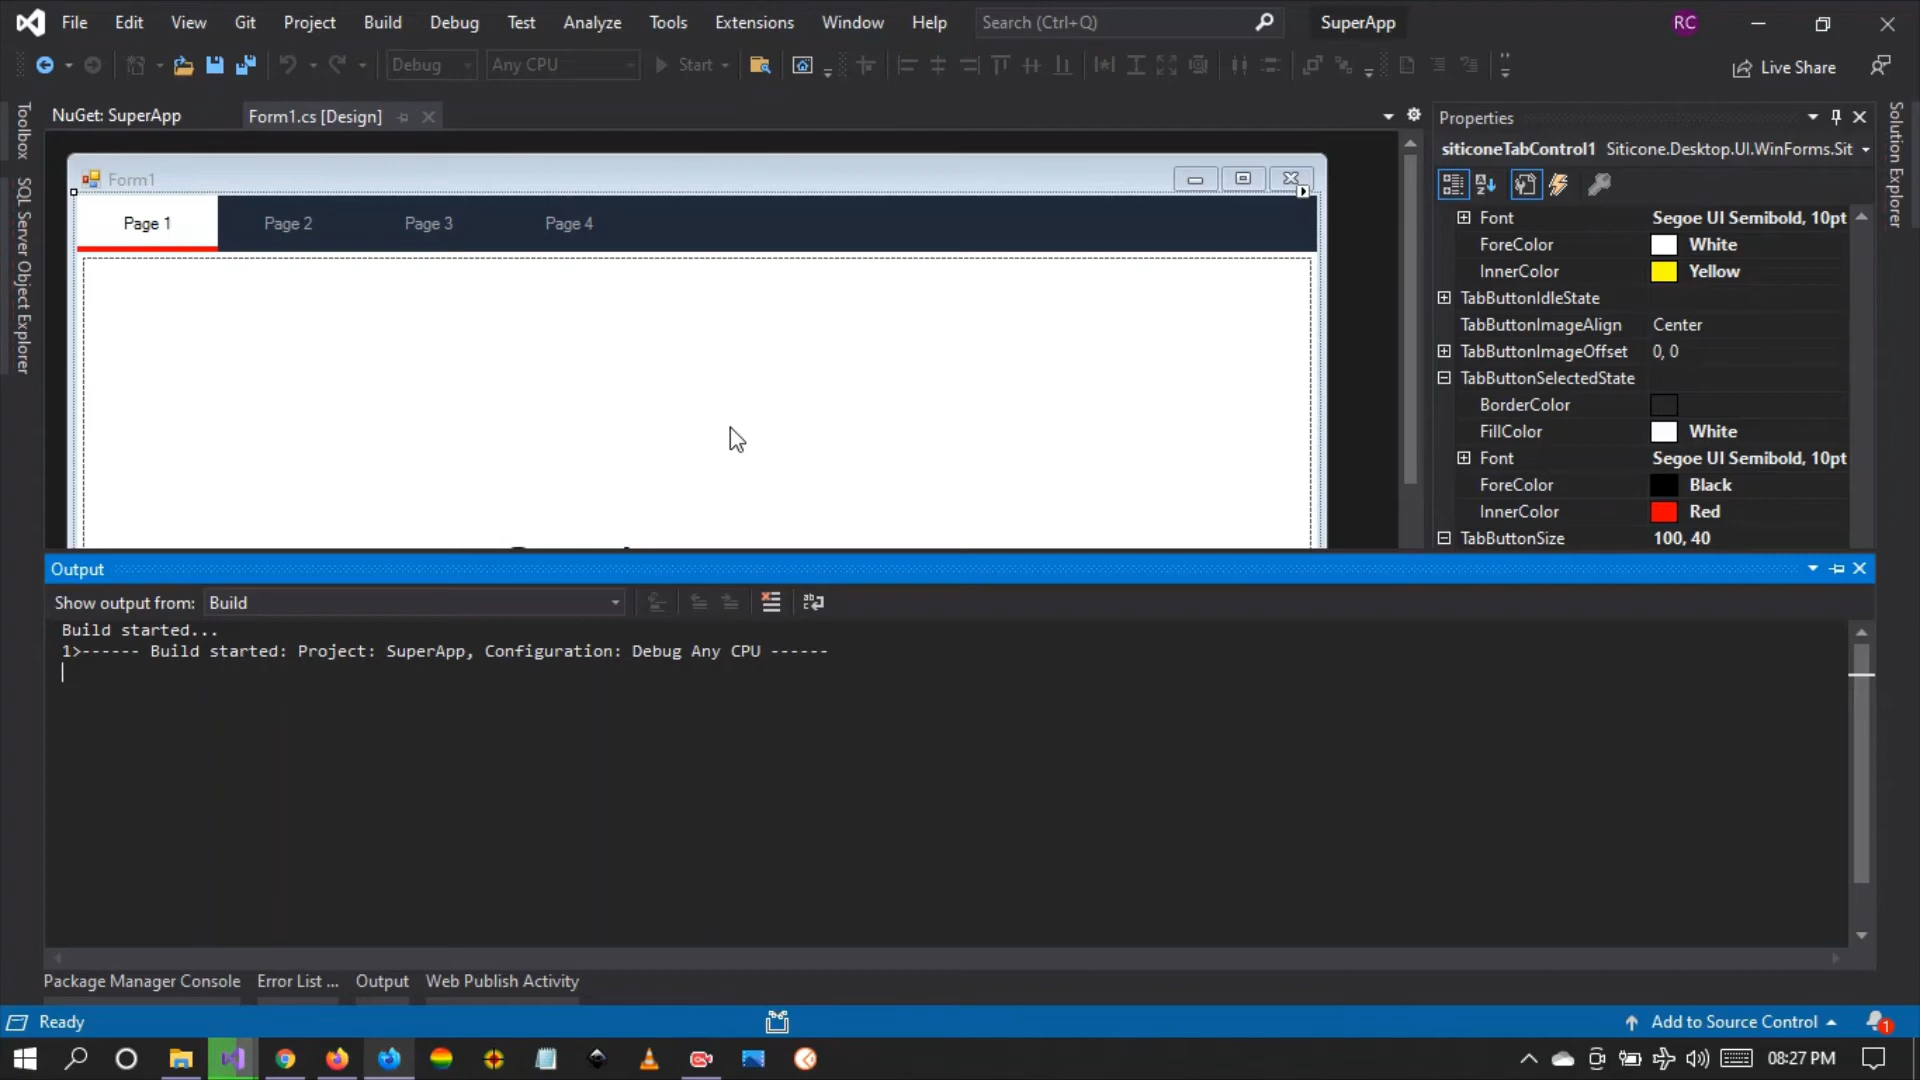 File Edit View Git Project Build Debug Test Analyze Tools Extensions Window Help Search (Ctrl+Q) SuperApp RC
Debug Any CPU Start Live Share
Toolbox
SQL Server Object Explorer
NuGet: SuperApp Form1.cs [Design]
Form1
Page 1 Page 2 Page 3 Page 4
Properties
siticoneTabControl1 Siticone.Desktop.UI.WinForms.Sit
Font Segoe UI Semibold, 10pt
ForeColor White
InnerColor Yellow
TabButtonIdleState
TabButtonImageAlign Center
TabButtonImageOffset 0, 0
TabButtonSelectedState
BorderColor
FillColor White
Font Segoe UI Semibold, 10pt
ForeColor Black
InnerColor Red
TabButtonSize 100, 40
Solution Explorer
Output
Show output from: Build
Build started...
1>------ Build started: Project: SuperApp, Configuration: Debug Any CPU ------
Package Manager Console Error List ... Output Web Publish Activity
Ready Add to Source Control 1
08:27 PM